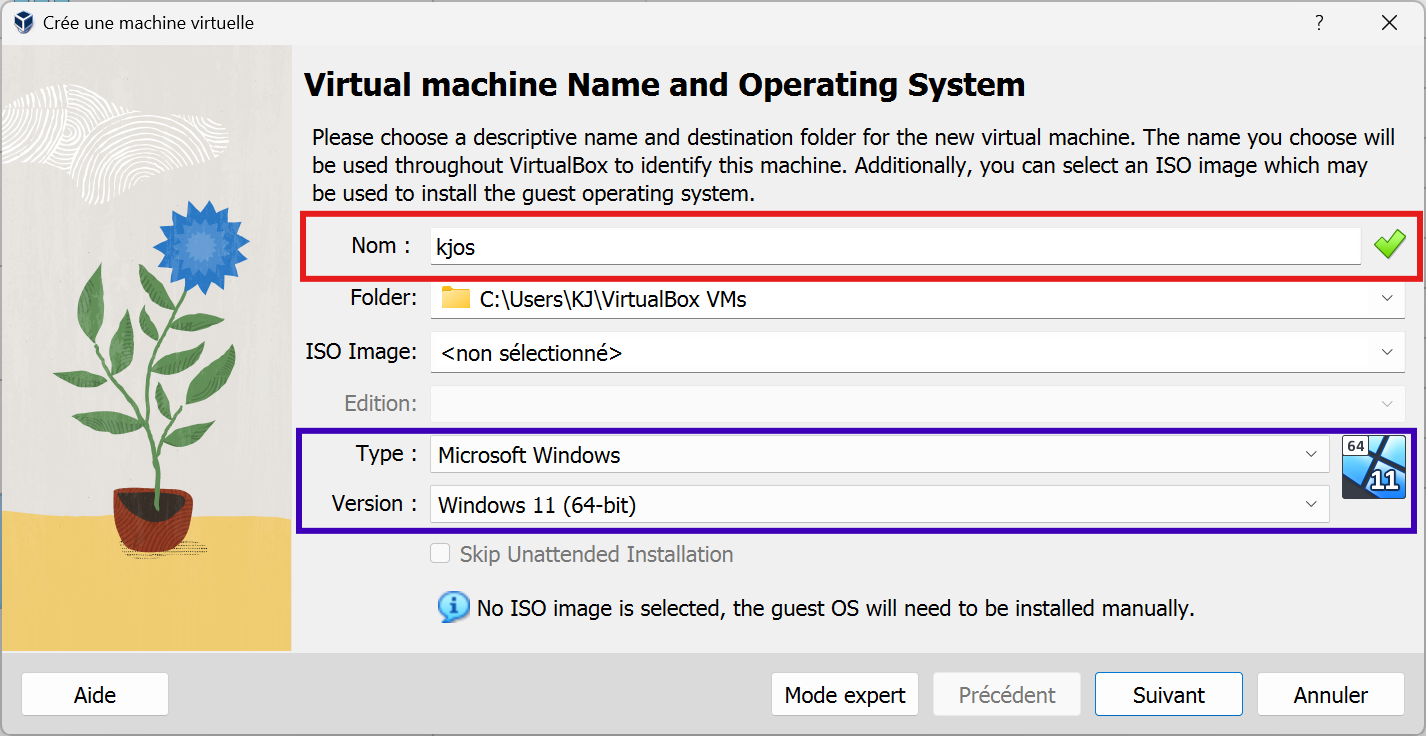 Crée une machine virtuelle
?
Virtual machine Name and Operating System
Please choose a descriptive name and destination folder for the new virtual machine. The name you choose will
be used throughout VirtualBox to identify this machine. Additionally, you can select an ISO image which may
be used to install the guest operating system.
Nom : kjos
Folder: C:\Users\KJ\VirtualBox VMs
ISO Image: <non sélectionné>
Edition:
Type : Microsoft Windows
64
11
Version : Windows 11 (64-bit)
Skip Unattended Installation
No ISO image is selected, the guest OS will need to be installed manually.
Aide Mode expert Précédent Suivant Annuler